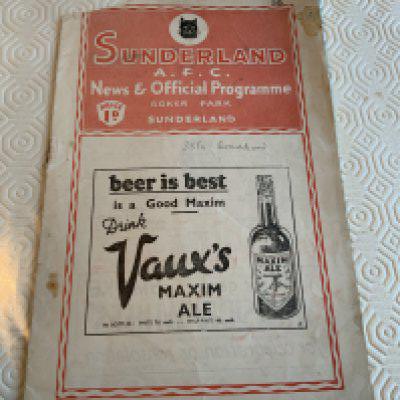 SUNDERLAND
A. F. C.
News & Official Programme
PRICE
1D
ROKER PARK
SUNDERLAND
beer is best
is a Good Maxim
Drink
Vaux's
MAXIM
ALE
MAXIM
ALE